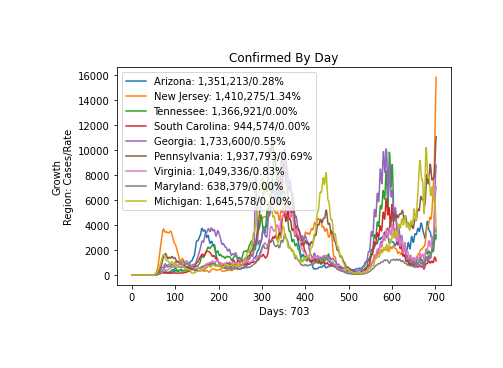 Confirmed By Day
Growth
Region: Cases/Rate
16000
14000
12000
10000
8000
6000
4000
2000
0
Arizona: 1,351,213/0.28%
New Jersey: 1,410,275/1.34%
Tennessee: 1,366,921/0.00%
South Carolina: 944,574/0.00%
Georgia: 1,733,600/0.55%
Pennsylvania: 1,937,793/0.69%
Virginia: 1,049,336/0.83%
Maryland: 638,379/0.00%
Michigan: 1,645,578/0.00%
0 100 200 300 400 500 600 700
Days: 703